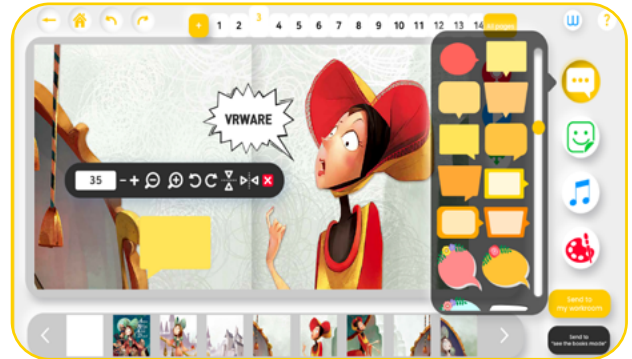 + 1 2 3 4 5 6 7 8 9 10 11 12 13 14
W ?
VRWARE
35 - +
Send to
my workroom
Send to
"see the books made"